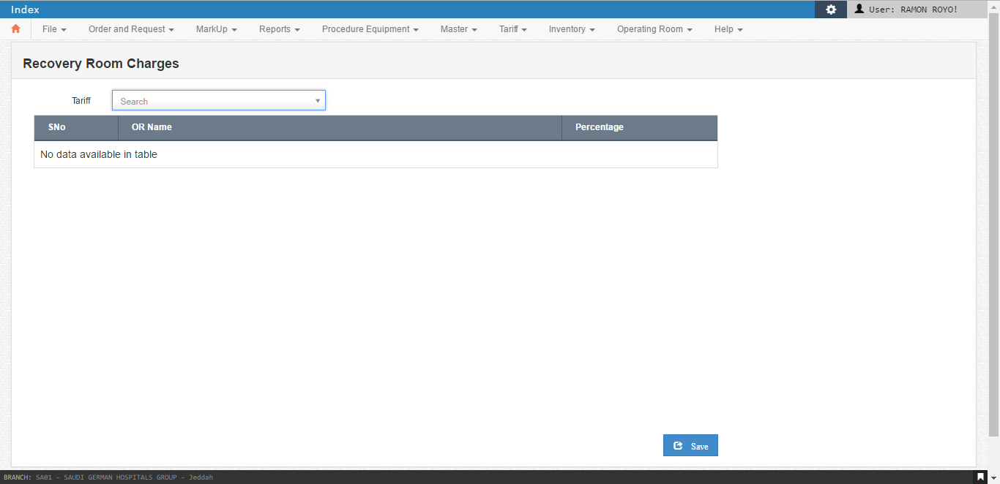 Index
User: RAMON ROYO!
File Order and Request MarkUp Reports Procedure Equipment Master Tariff Inventory Operating Room Help
Recovery Room Charges
Tariff Search
SNo OR Name Percentage
No data available in table
Save
BRANCH: SA01 - SAUDI GERMAN HOSPITALS GROUP - Jeddah